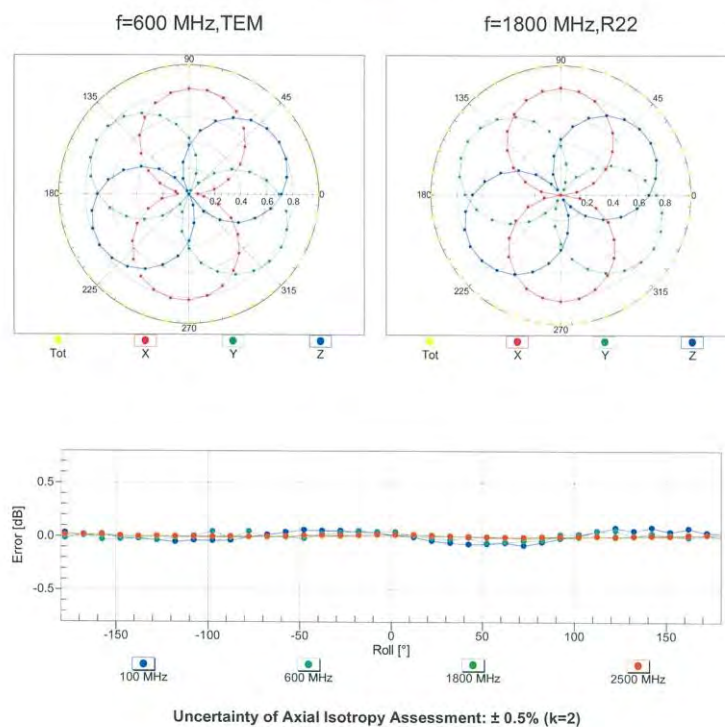 f=600 MHz,TEM
f=1800 MHz,R22
90
135
45
180
0.2 0.4 0.6 0.8
0
225
315
270
Tot X Y Z
90
135
45
180
0.2 0.4 0.6 0.8
0
225
315
270
Tot X Y Z
Error [dB]
0.5
0.0
-0.5
-150 -100 -50 0 50 100 150
Roll [°]
100 MHz 600 MHz 1800 MHz 2500 MHz
Uncertainty of Axial Isotropy Assessment: ± 0.5% (k=2)